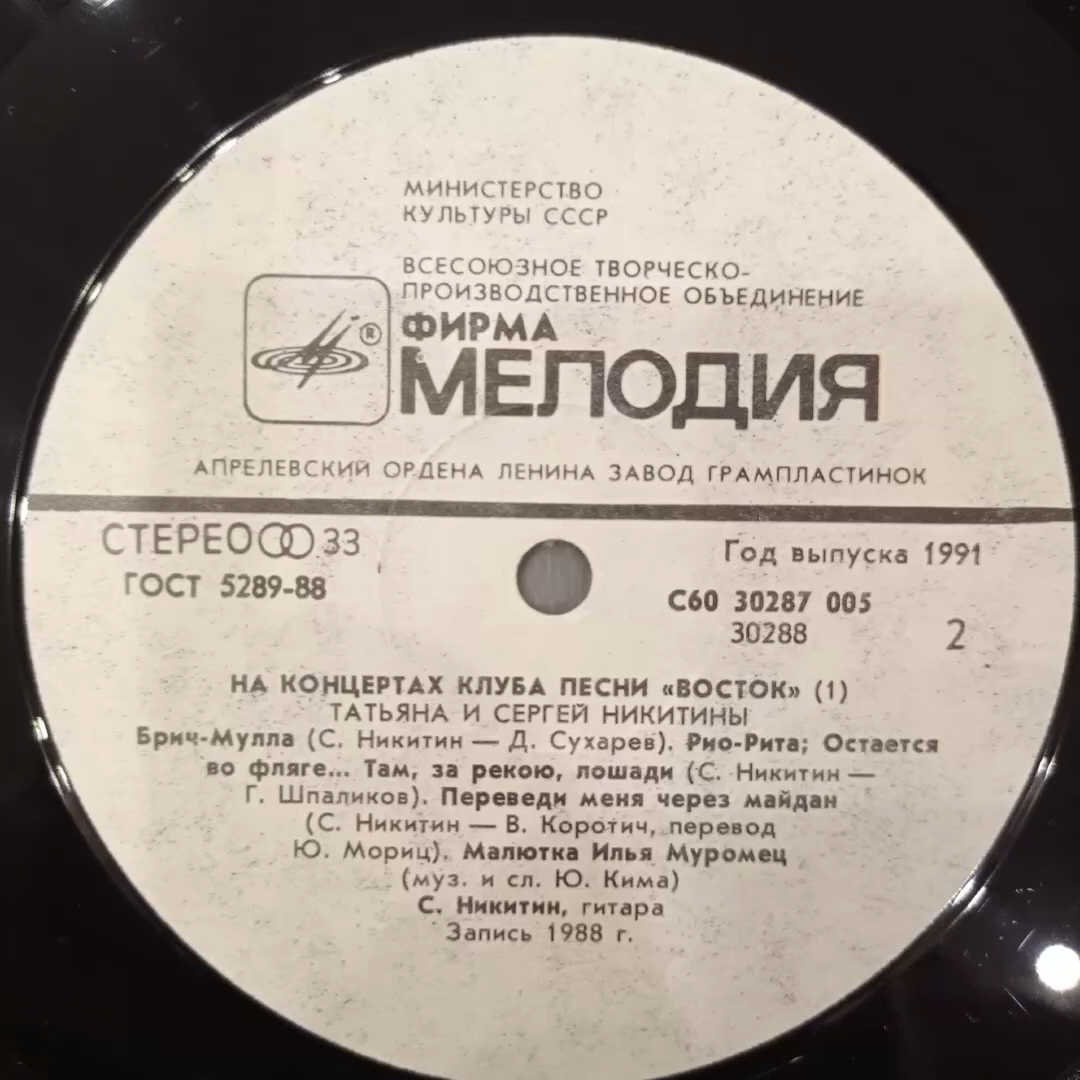 МИНИСТЕРСТВО
КУЛЬТУРЫ СССР
ВСЕСОЮЗНОЕ ТВОРЧЕСКО-
ПРОИЗВОДСТВЕННОЕ ОБЪЕДИНЕНИЕ
ФИРМА
®
МЕЛОДИЯ
АПРЕЛЕВСКИЙ ОРДЕНА ЛЕНИНА ЗАВОД ГРАМПЛАСТИНОК
СТЕРЕО 33
Год выпуска 1991
ГОСТ 5289-88
С60 30287 005
30288
2
НА КОНЦЕРТАХ КЛУБА ПЕСНИ «ВОСТОК» (1)
ТАТЬЯНА И СЕРГЕЙ НИКИТИНЫ
Брич-Мулла (С. Никитин — Д. Сухарев). Рио-Рита; Остается
во фляге... Там, за рекою, лошади (С. Никитин —
Г. Шпаликов). Переведи меня через майдан
(С. Никитин — В. Коротич, перевод
Ю. Мориц). Малютка Илья Муромец
(муз. и сл. Ю. Кима)
С. Никитин, гитара
Запись 1988 г.